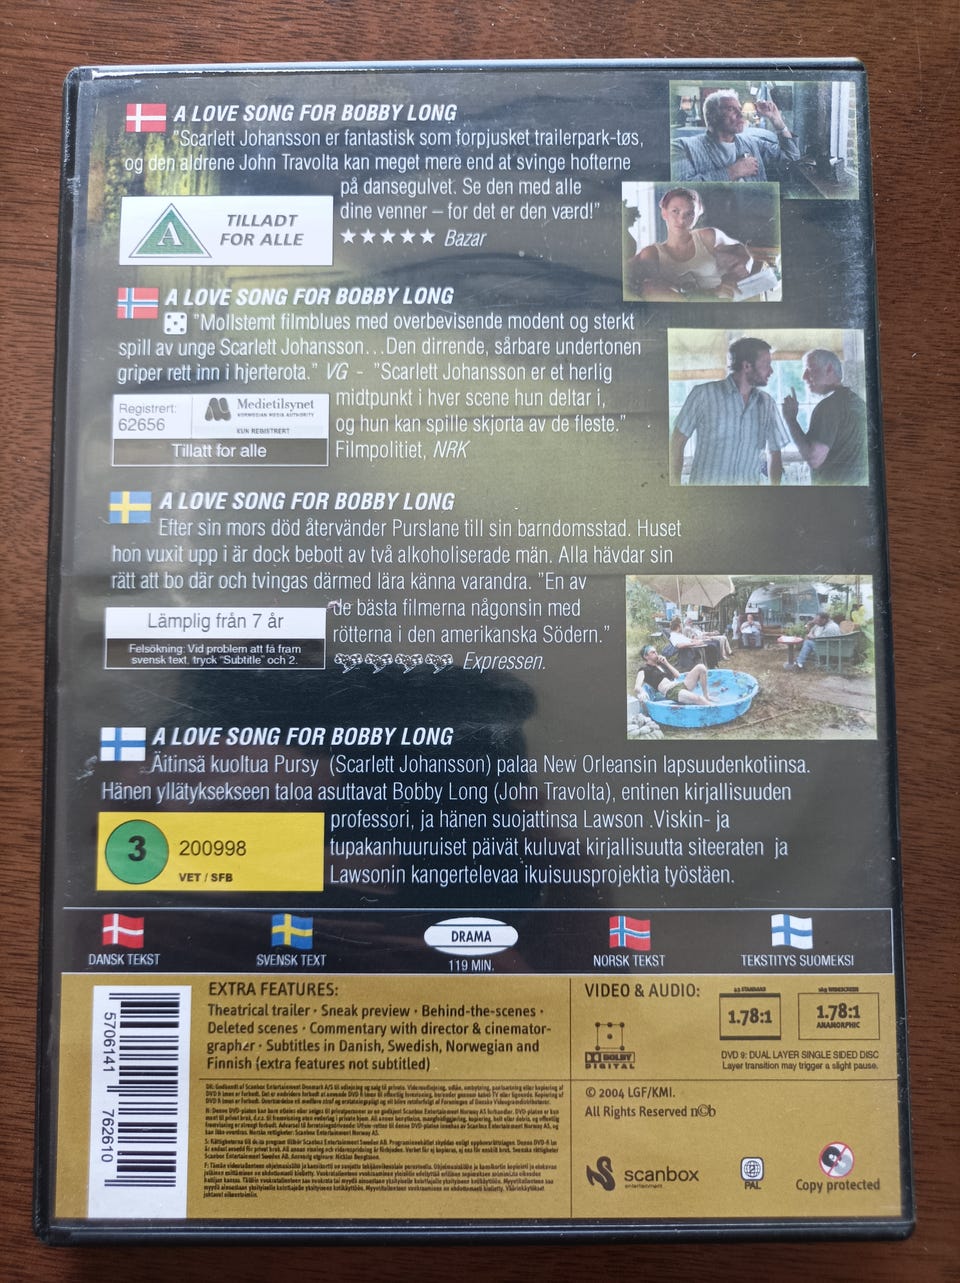 A LOVE SONG FOR BOBBY LONG
"Scarlett Johansson er fantastisk som forpjusket trailerpark-tøs,
og den aldrene John Travolta kan meget mere end at svinge hofterne
på dansegulvet. Se den med alle
dine venner – for det er den værd!"
★★★★★ Bazar
A TILLADT
FOR ALLE
A LOVE SONG FOR BOBBY LONG
"Mollstemt filmblues med overbevisende modent og sterkt
spill av unge Scarlett Johansson...Den dirrende, sårbare undertonen
griper rett inn i hjerterota." VG - "Scarlett Johansson er et herlig
midtpunkt i hver scene hun deltar i,
og hun kan spille skjorta av de fleste."
Filmpolitiet, NRK
Registrert:
62656
Medietilsynet
NORWEGIAN MEDIA AUTHORITY
KUN REGISTRERT
Tillatt for alle
A LOVE SONG FOR BOBBY LONG
Efter sin mors död återvänder Purslane till sin barndomsstad. Huset
hon vuxit upp i är dock bebott av två alkoholiserade män. Alla hävdar sin
rätt att bo där och tvingas därmed lära känna varandra. "En av
de bästa filmerna någonsin med
rötterna i den amerikanska Södern."
Expressen.
Lämplig från 7 år
Felsökning: Vid problem att få fram
svensk text, tryck "Subtitle" och 2.
A LOVE SONG FOR BOBBY LONG
Äitinsä kuoltua Pursy (Scarlett Johansson) palaa New Orleansin lapsuudenkotiinsa.
Hänen yllätyksekseen taloa asuttavat Bobby Long (John Travolta), entinen kirjallisuuden
professori, ja hänen suojattinsa Lawson .Viskin- ja
tupakanhuuruiset päivät kuluvat kirjallisuutta siteeraten ja
Lawsonin kangertelevaa ikuisuusprojektia työstäen.
3 200998
VET / SFB
DANSK TEKST
SVENSK TEXT
DRAMA
119 MIN.
NORSK TEKST
TEKSTITYS SUOMEKSI
5706141 762610
EXTRA FEATURES:
Theatrical trailer · Sneak preview · Behind-the-scenes ·
Deleted scenes · Commentary with director & cinemator-
grapher · Subtitles in Danish, Swedish, Norwegian and
Finnish (extra features not subtitled)
VIDEO & AUDIO:
DOLBY
DIGITAL
1.78:1
1.78:1
ANAMORPHIC
DVD 9: DUAL LAYER SINGLE SIDED DISC
Layer transition may trigger a slight pause.
© 2004 LGF/KMI.
All Rights Reserved n©b
scanbox
entertainment
2
PAL
Copy protected